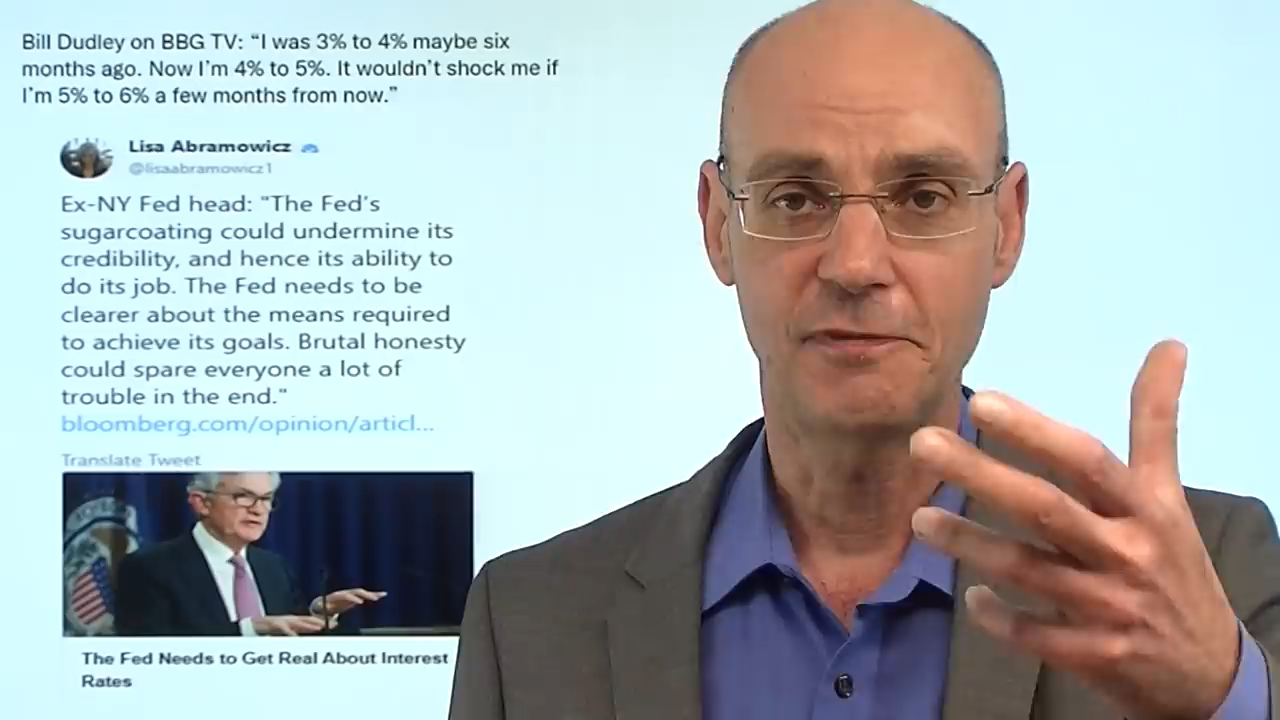 Bill Dudley on BBG TV: “I was 3% to 4% maybe six
months ago. Now I’m 4% to 5%. It wouldn’t shock me if
I’m 5% to 6% a few months from now.”
Lisa Abramowicz
@lisaabramowicz1
Ex-NY Fed head: "The Fed's
sugarcoating could undermine its
credibility, and hence its ability to
do its job. The Fed needs to be
clearer about the means required
to achieve its goals. Brutal honesty
could spare everyone a lot of
trouble in the end."
bloomberg.com/opinion/articl...
Translate Tweet
The Fed Needs to Get Real About Interest
Rates